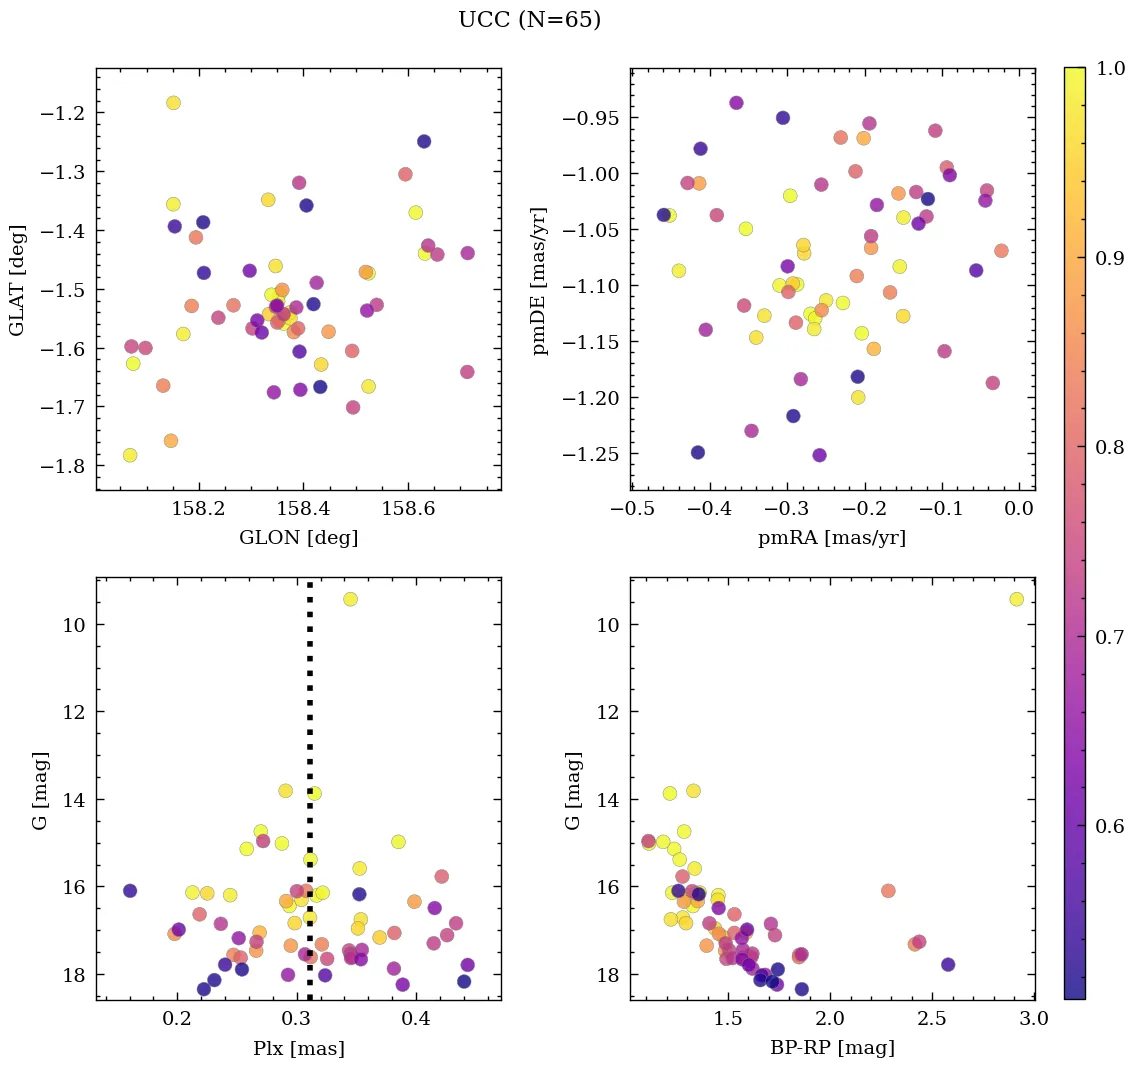 UCC (N=65)
−1.2
−1.3
−1.4
−1.5
−1.6
−1.7
−1.8
GLAT [deg]
158.2 158.4 158.6
GLON [deg]
−0.95
−1.00
−1.05
−1.10
−1.15
−1.20
−1.25
pmDE [mas/yr]
−0.5 −0.4 −0.3 −0.2 −0.1 0.0
pmRA [mas/yr]
10
12
14
16
18
G [mag]
0.2 0.3 0.4
Plx [mas]
10
12
14
16
18
G [mag]
1.5 2.0 2.5 3.0
BP-RP [mag]
1.0
0.9
0.8
0.7
0.6